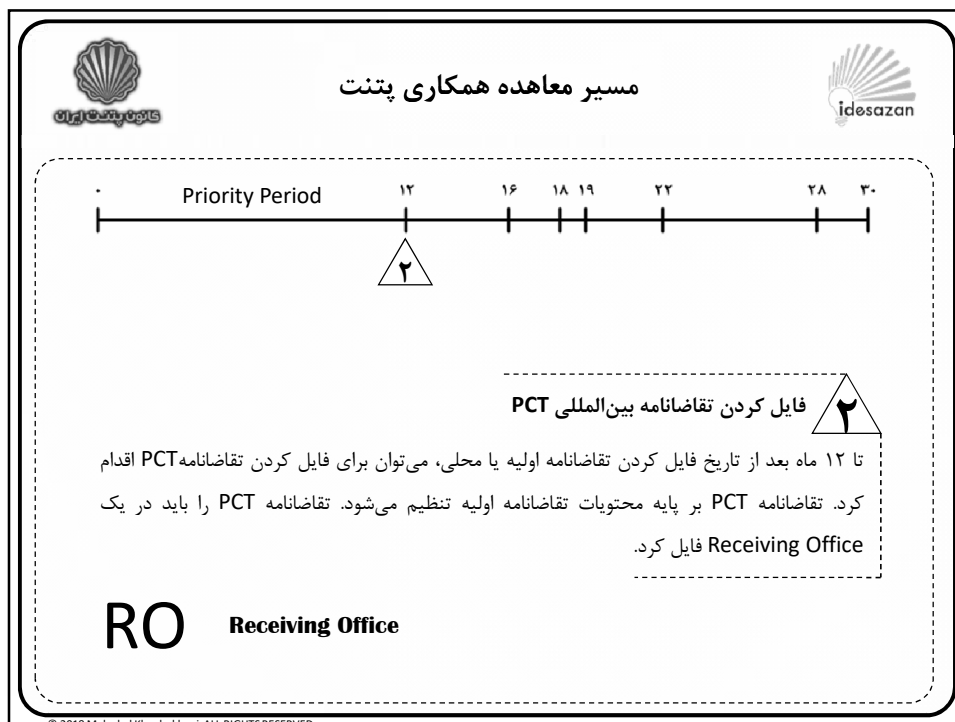 مسیر معاهده همکاری پتنت
کانون پتنت ایران
idesazan
۰ Priority Period ۱۲ ۱۶ ۱۸ ۱۹ ۲۲ ۲۸ ۳۰
۲
۲ فایل کردن تقاضانامه بین‌المللی PCT
تا ۱۲ ماه بعد از تاریخ فایل کردن تقاضانامه اولیه یا محلی، می‌توان برای فایل کردن تقاضانامهPCT اقدام
کرد. تقاضانامه PCT بر پایه محتویات تقاضانامه اولیه تنظیم می‌شود. تقاضانامه PCT را باید در یک
Receiving Office فایل کرد.
RO Receiving Office